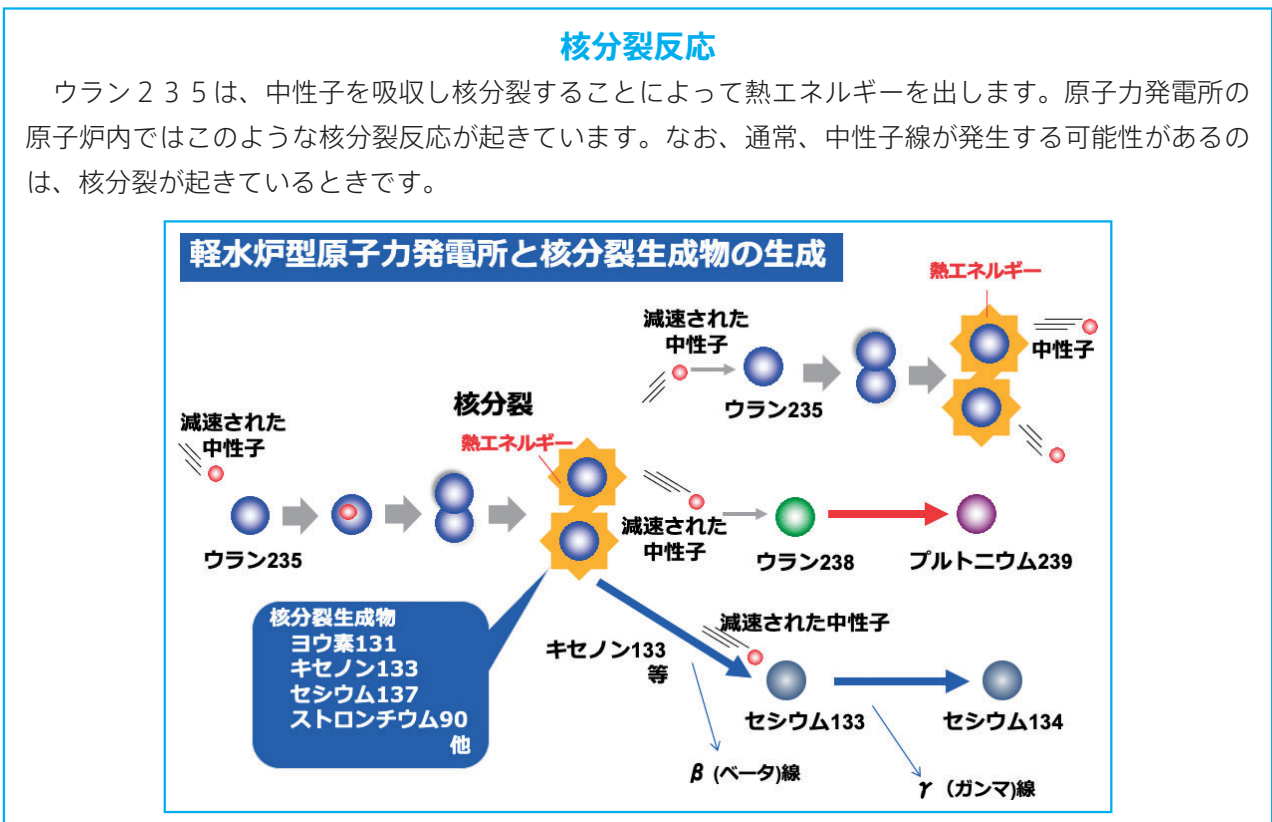 核分裂反応
ウラン２３５は、中性子を吸収し核分裂することによって熱エネルギーを出します。原子力発電所の
原子炉内ではこのような核分裂反応が起きています。なお、通常、中性子線が発生する可能性があるの
は、核分裂が起きているときです。
軽水炉型原子力発電所と核分裂生成物の生成
熱エネルギー
減速された
中性子
中性子
ウラン235
核分裂
減速された
中性子
熱エネルギー
減速された
中性子
ウラン235
ウラン238
プルトニウム239
核分裂生成物
ヨウ素131
キセノン133
セシウム137
ストロンチウム90
他
キセノン133
等
減速された中性子
セシウム133
セシウム134
β (ベータ)線
γ （ガンマ)線